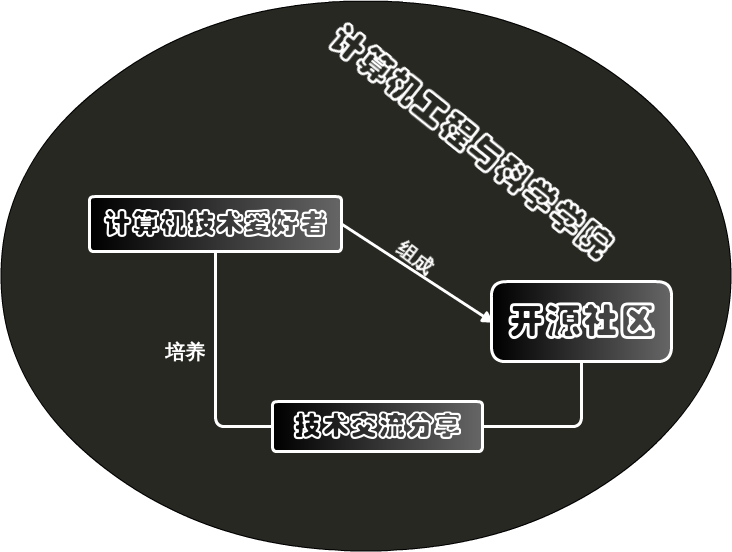 计算机工程与科学学院
计算机技术爱好者
组成
开源社区
培养
技术交流分享